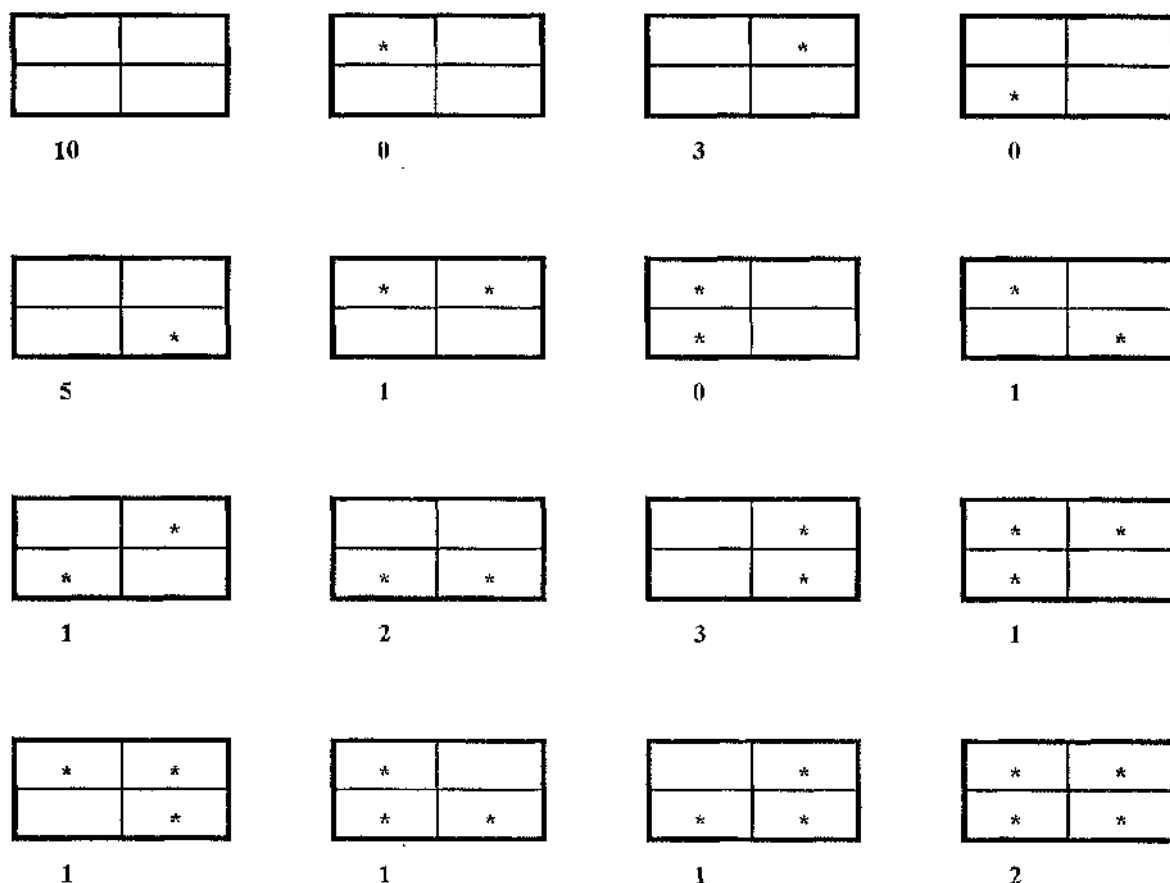 *
*
*
10 0 3 0
* *
* * *
* *
5 1 0 1
* * * *
* * * * *
1 2 3 1
* * * * * *
* * * * * * * *
1 1 1 2